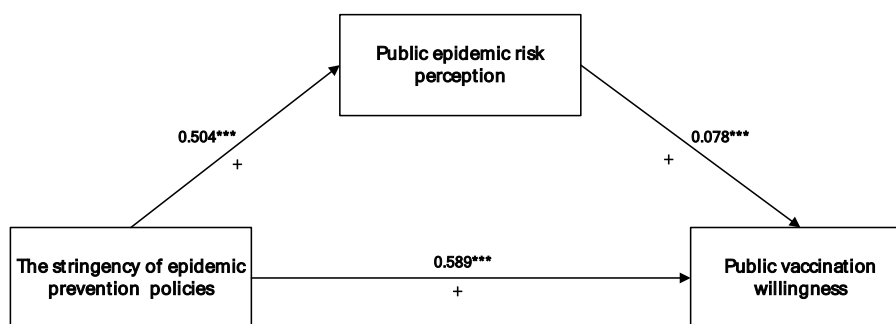 Public epidemic risk
perception
0.504***
+
0.078***
+
The stringency of epidemic
prevention policies
0.589***
+
Public vaccination
willingness